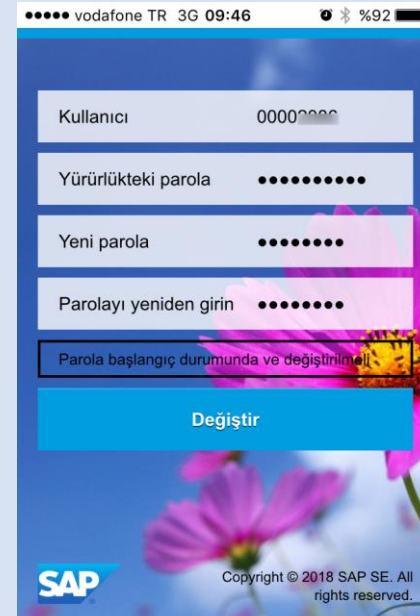 vodafone TR 3G 09:46 %92
Kullanıcı
Yürürlükteki parola ●●●●●●●●●●
Yeni parola ●●●●●●●●
Parolayı yeniden girin ●●●●●●●●
Parola başlangıç durumunda ve değiştirilmeli
Değiştir
SAP
Copyright © 2018 SAP SE. All
rights reserved.